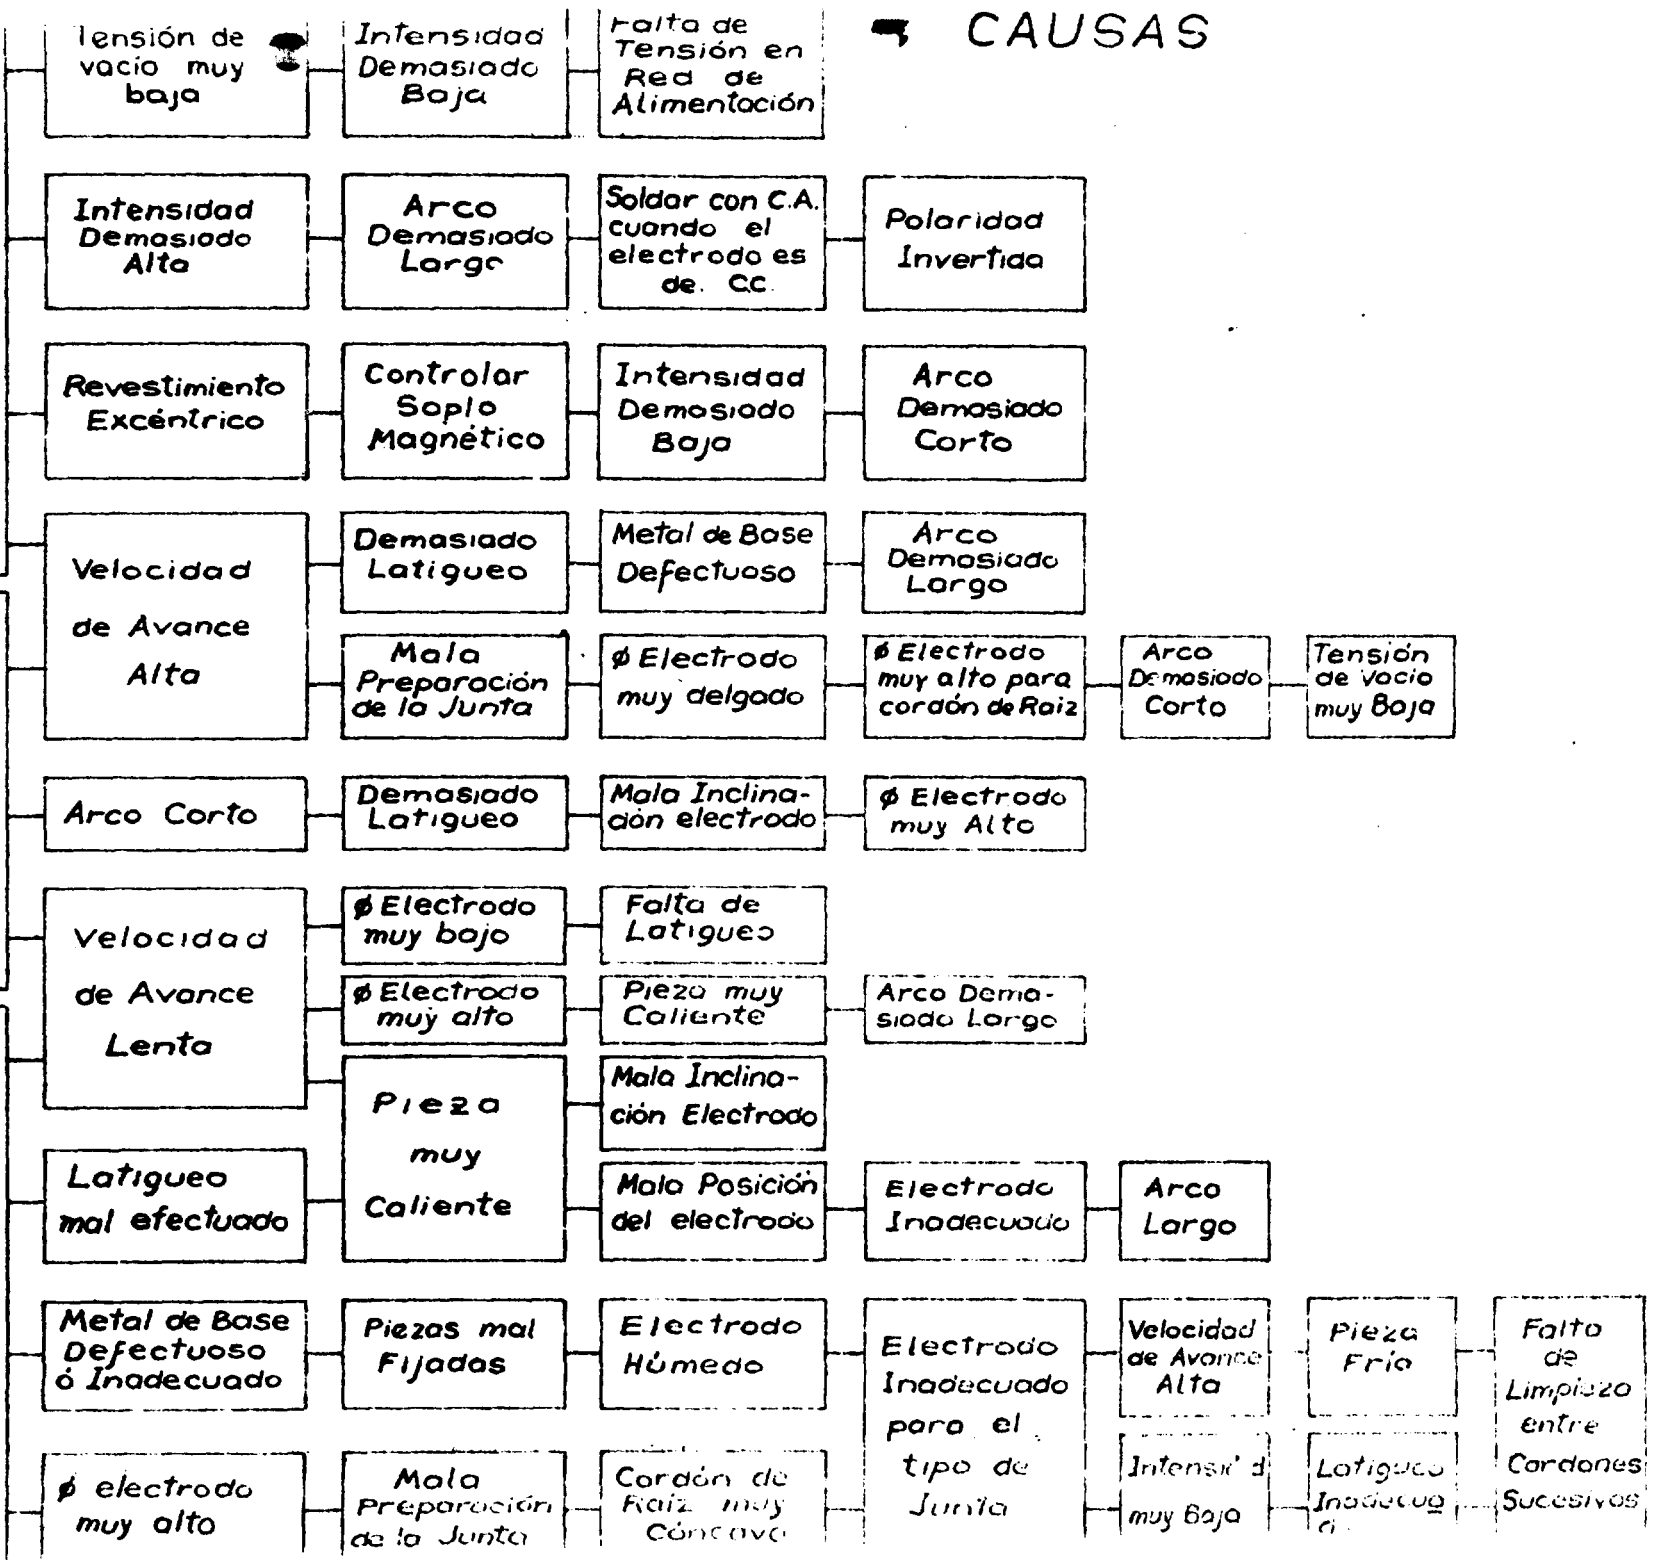 CAUSAS
Tensión de
vacio muy
baja
Intensidad
Demasiado
Baja
Falta de
Tensión en
Red de
Alimentación
Intensidad
Demasiado
Alta
Arco
Demasiado
Largo
Soldar con C.A.
cuando el
electrodo es
de. C.C.
Polaridad
Invertida
Revestimiento
Excéntrico
Controlar
Soplo
Magnético
Intensidad
Demasiado
Baja
Arco
Demasiado
Corto
Velocidad
de Avance
Alta
Demasiado
Latigueo
Metal de Base
Defectuoso
Arco
Demasiado
Largo
Mala
Preparación
de la Junta
ø Electrodo
muy delgado
ø Electrodo
muy alto para
cordón de Raiz
Arco
Demasiado
Corto
Tensión
de Vacio
muy Baja
Arco Corto
Demasiado
Latigueo
Mala Inclina-
ción electrodo
ø Electrodo
muy Alto
Velocidad
de Avance
Lenta
ø Electrodo
muy bajo
Falta de
Latigueo
ø Electrodo
muy alto
Pieza muy
Caliente
Arco Dema-
siado Largo
Pieza
muy
Caliente
Mala Inclina-
ción Electrodo
Latigueo
mal efectuado
Mala Posición
del electrodo
Electrodo
Inadecuado
Arco
Largo
Metal de Base
Defectuoso
ó Inadecuado
Piezas mal
Fijadas
Electrodo
Húmedo
Electrodo
Inadecuado
para el
tipo de
Junta
Velocidad
de Avance
Alta
Pieza
Fría
Falta
de
Limpieza
entre
Cordones
Sucesivos
ø electrodo
muy alto
Mala
Preparación
de la Junta
Cordón de
Raíz muy
Cóncavo
muy Baja
Latigueo